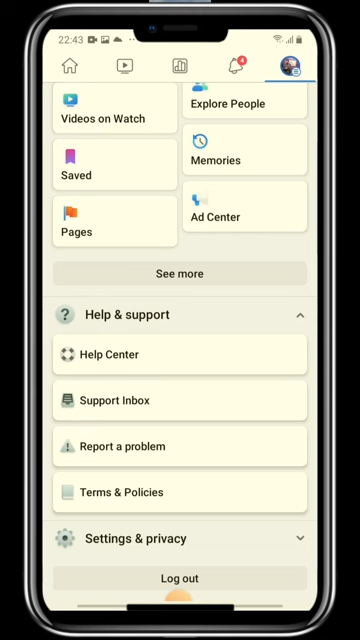 22:43
4
Explore People
Videos on Watch
Memories
Saved
Ad Center
Pages
See more
? Help & support
Help Center
Support Inbox
Report a problem
Terms & Policies
Settings & privacy
Log out